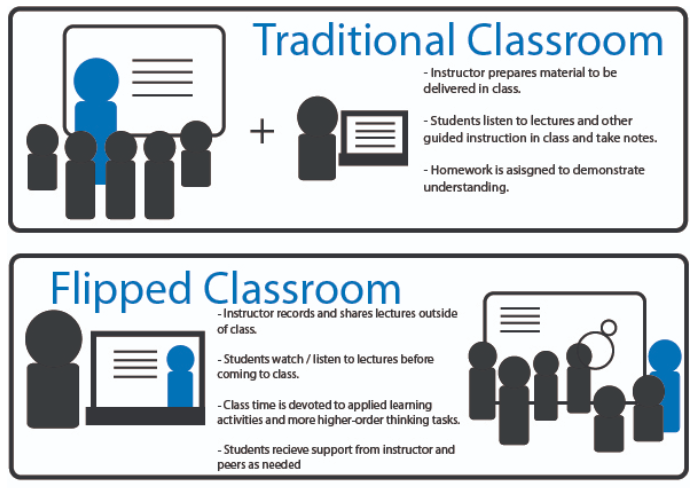 Traditional Classroom
- Instructor prepares material to be
delivered in class.
- Students listen to lectures and other
guided instruction in class and take notes.
- Homework is asisgned to demonstrate
understanding.
Flipped Classroom
- Instructor records and shares lectures outside
of class.
- Students watch / listen to lectures before
coming to class.
- Class time is devoted to applied learning
activities and more higher-order thinking tasks.
- Students recieve support from instructor and
peers as needed